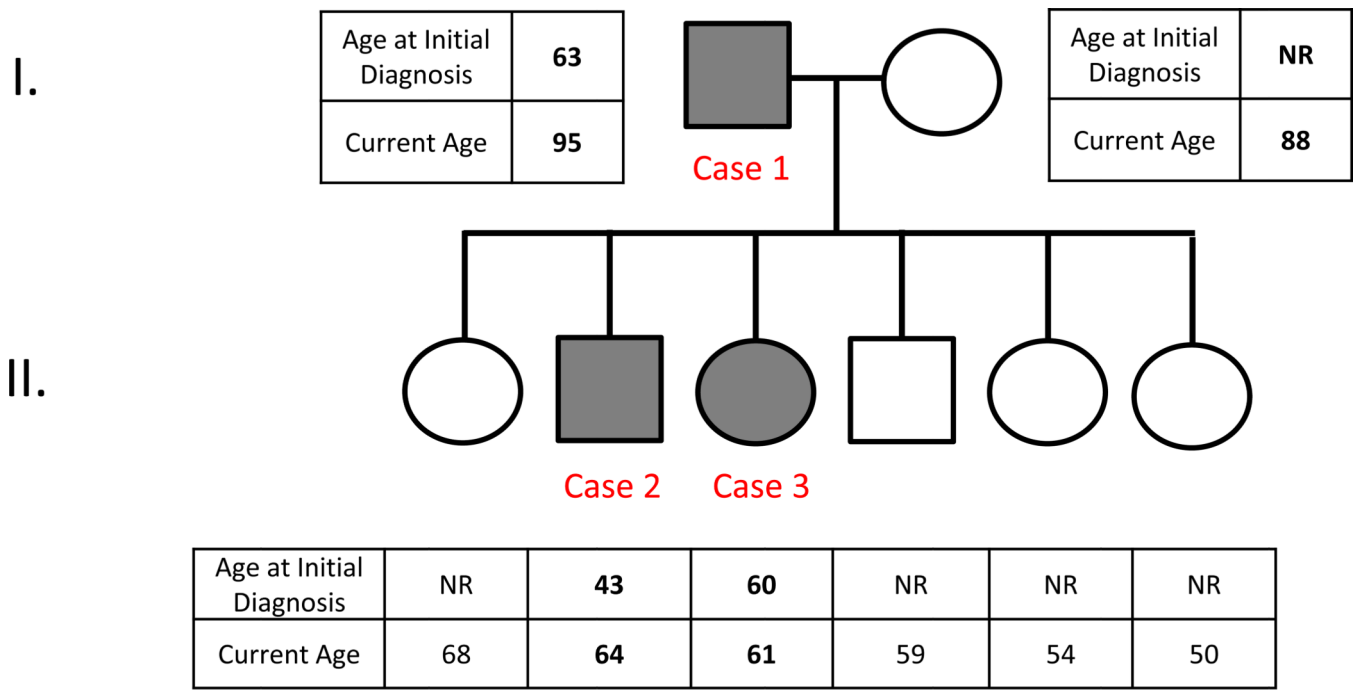 I.
Age at Initial
Diagnosis
63
Current Age
95
Case 1
Age at Initial
Diagnosis
NR
Current Age
88
II.
Case 2
Case 3
Age at Initial
Diagnosis
NR
43
60
NR
NR
NR
Current Age
68
64
61
59
54
50